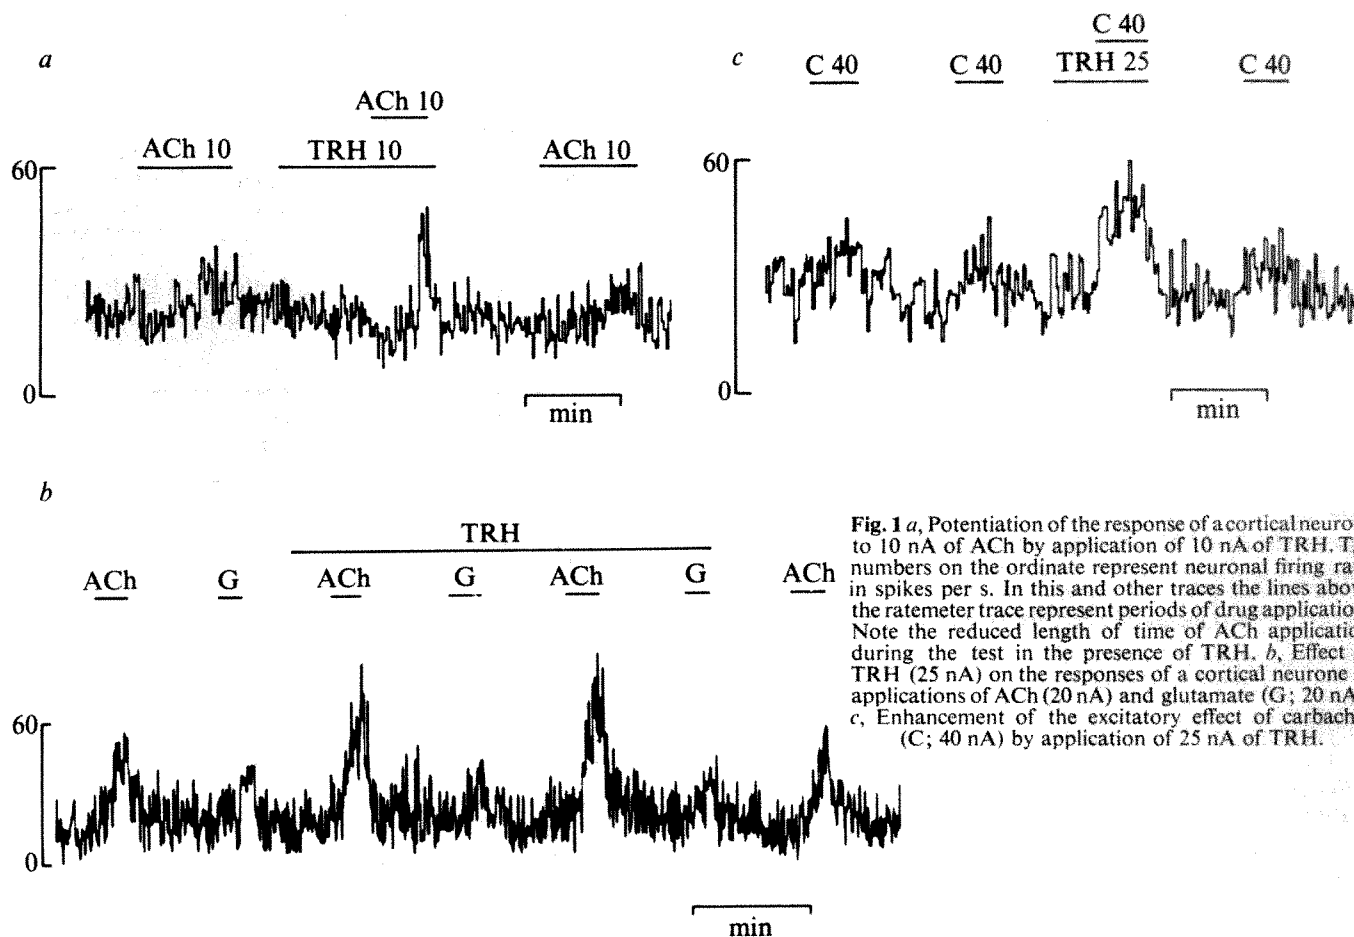 a
ACh 10
ACh 10
TRH 10
ACh 10
60
0
min
c
C 40
C 40
C 40
TRH 25
C 40
60
0
min
b
TRH
ACh
G
ACh
G
ACh
G
ACh
60
0
min
Fig. 1 a, Potentiation of the response of a cortical neuro
to 10 nA of ACh by application of 10 nA of TRH. T
numbers on the ordinate represent neuronal firing ra
in spikes per s. In this and other traces the lines abo
the ratemeter trace represent periods of drug applicatio
Note the reduced length of time of ACh applicatio
during the test in the presence of TRH. b, Effect
TRH (25 nA) on the responses of a cortical neurone
applications of ACh (20 nA) and glutamate (G; 20 nA
c, Enhancement of the excitatory effect of carbach
(C; 40 nA) by application of 25 nA of TRH.